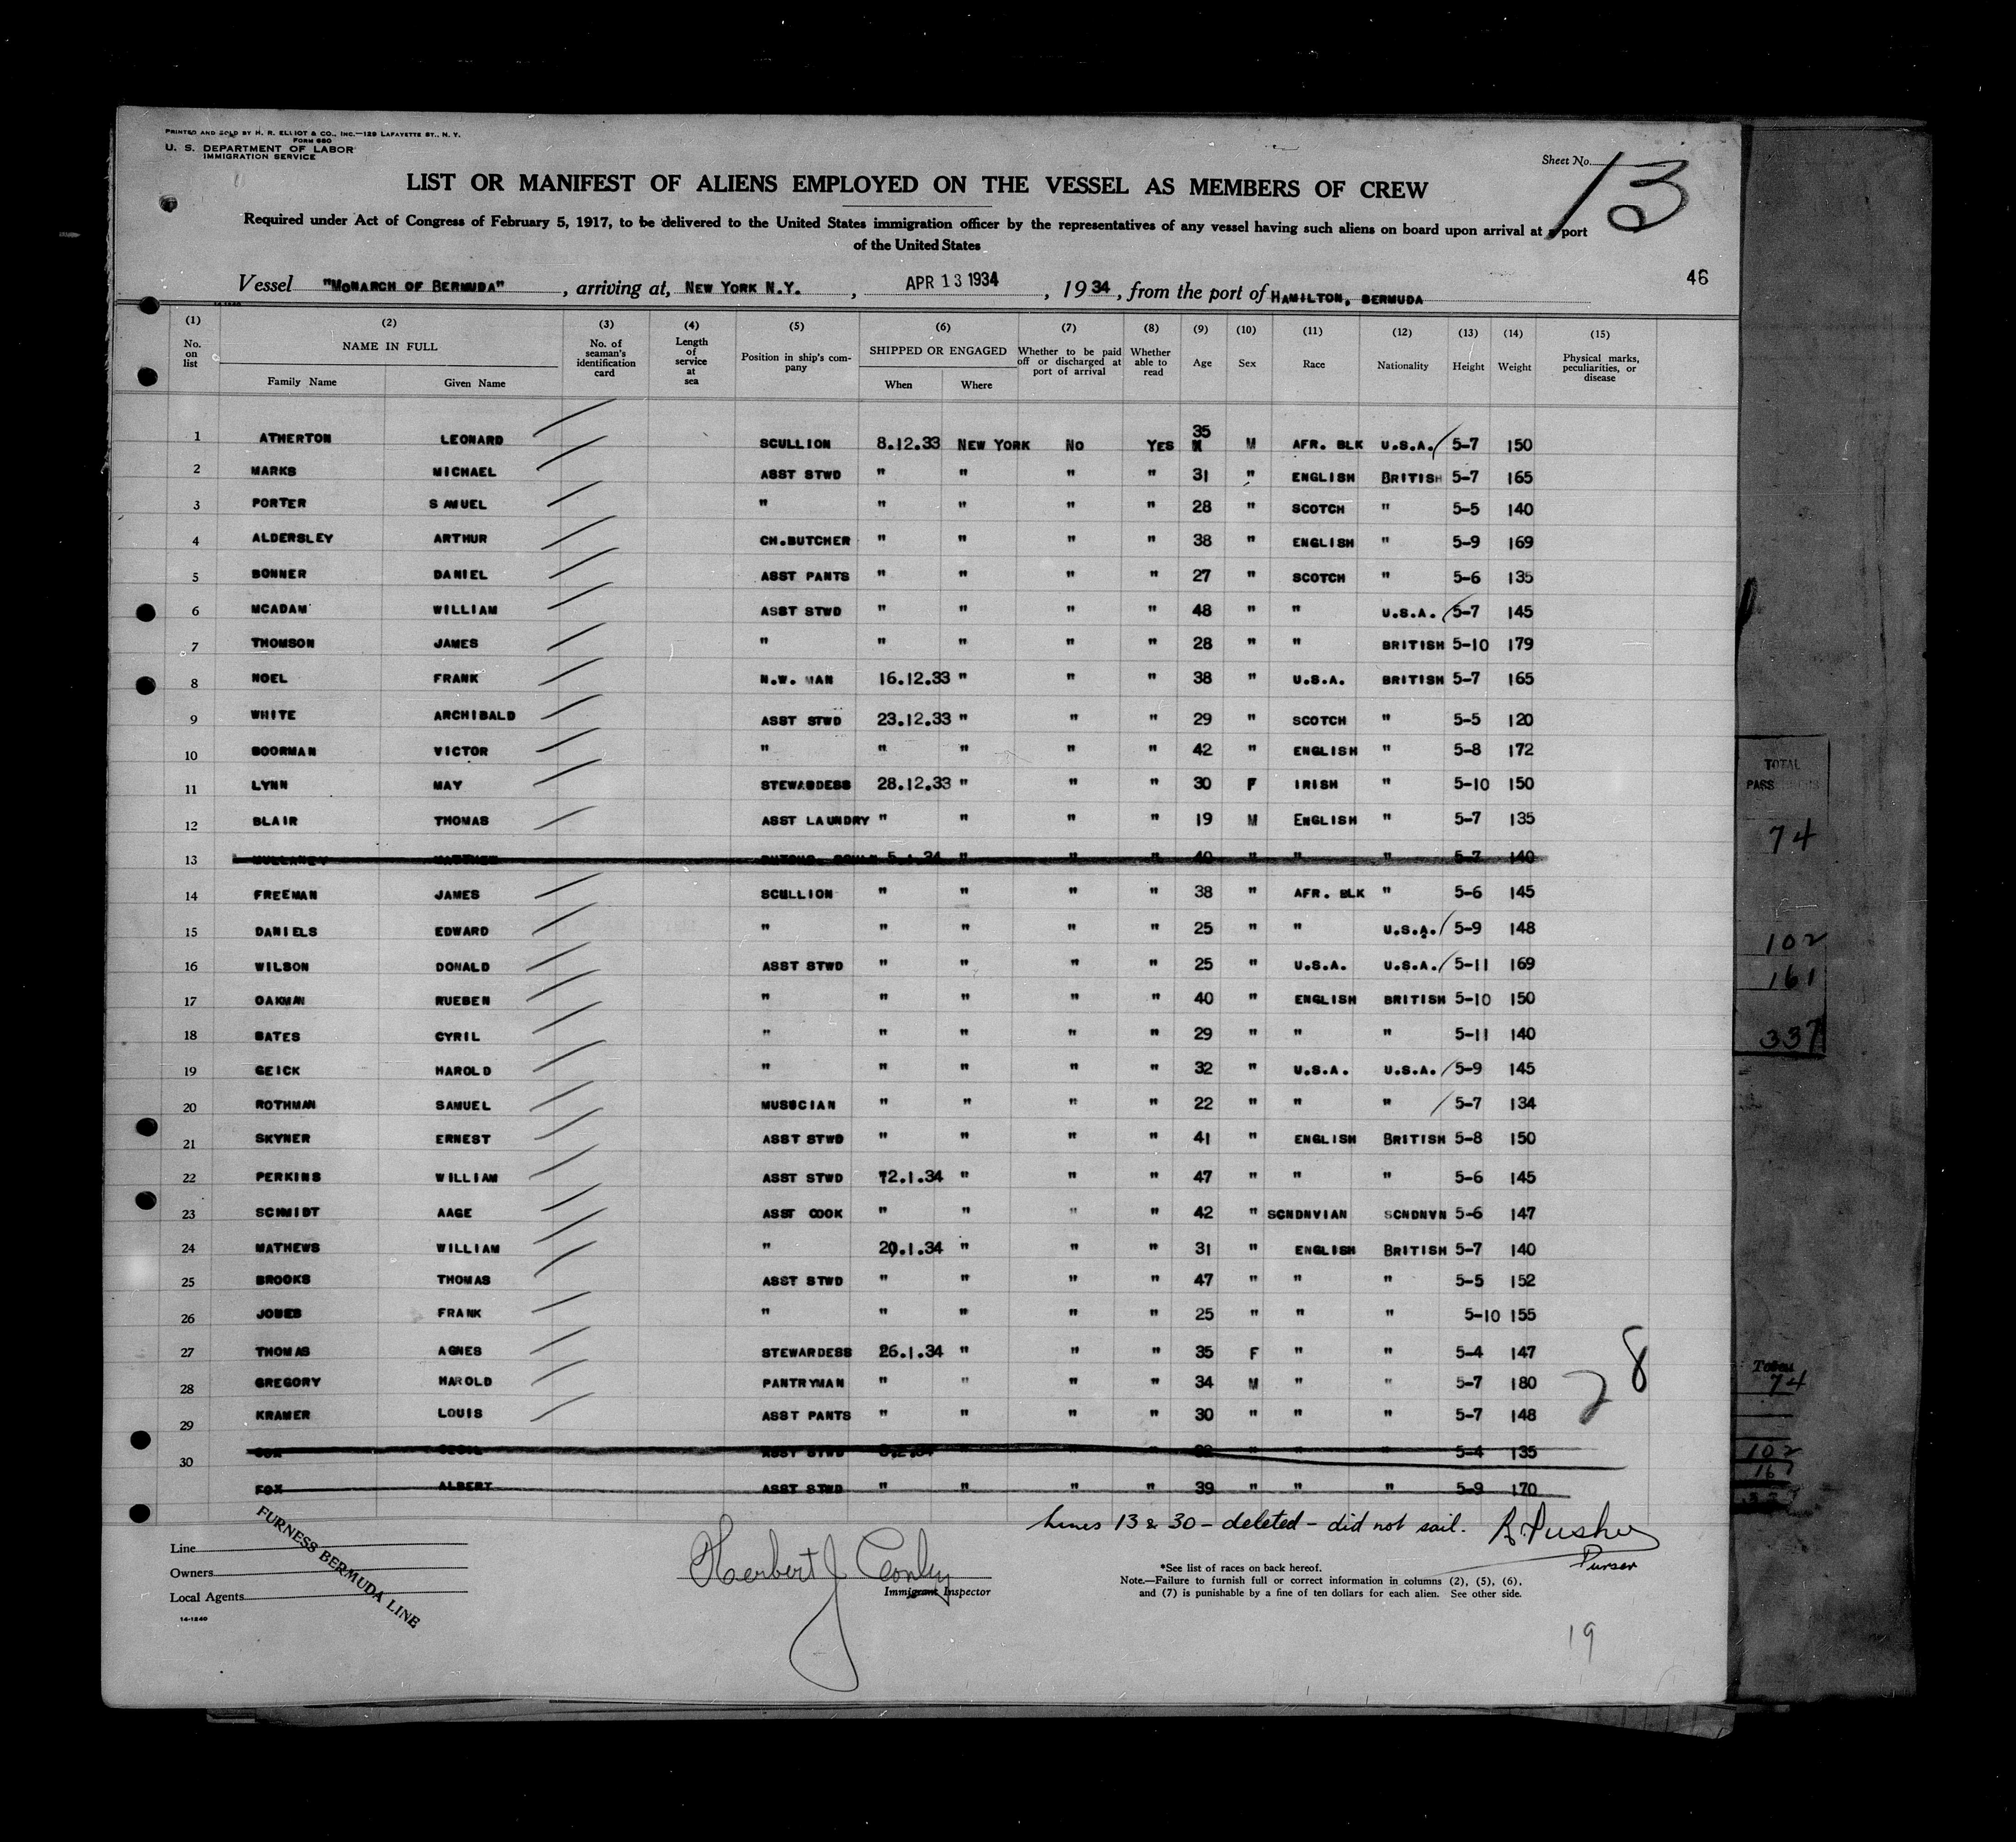 PRINTED AND SOLD BY H. R. ELLIOT & CO., INC.—129 LAFAYETTE ST., N. Y.
FORM 680
U. S. DEPARTMENT OF LABOR
IMMIGRATION SERVICE
Sheet No. 13
LIST OR MANIFEST OF ALIENS EMPLOYED ON THE VESSEL AS MEMBERS OF CREW
Required under Act of Congress of February 5, 1917, to be delivered to the United States immigration officer by the representatives of any vessel having such aliens on board upon arrival at a port
of the United States
46
Vessel "MONARCH OF BERMUDA", arriving at, NEW YORK N.Y., APR 13 1934, 1934, from the port of HAMILTON, BERMUDA
14-1240
(1) (2) (3) (4) (5) (6) (7) (8) (9) (10) (11) (12) (13) (14) (15)
No. on list NAME IN FULL Family Name Given Name No. of seaman's identification card Length of service at sea Position in ship's company SHIPPED OR ENGAGED When Where Whether to be paid off or discharged at port of arrival Whether able to read Age Sex Race Nationality Height Weight Physical marks, peculiarities, or disease
1 ATHERTON LEONARD SCULLION 8.12.33 NEW YORK NO YES 35 M AFR. BLK U.S.A. 5-7 150
2 MARKS MICHAEL ASST STWD " " " " 31 " ENGLISH BRITISH 5-7 165
3 PORTER SAMUEL " " " " " 28 " SCOTCH " 5-5 140
4 ALDERSLEY ARTHUR CH.BUTCHER " " " " 38 " ENGLISH " 5-9 169
5 BONNER DANIEL ASST PANTS " " " " 27 " SCOTCH " 5-6 135
6 MCADAM WILLIAM ASST STWD " " " " 48 " " U.S.A. 5-7 145
7 THOMSON JAMES " " " " " 28 " " BRITISH 5-10 179
8 NOEL FRANK N.W. MAN 16.12.33 " " " 38 " U.S.A. BRITISH 5-7 165
9 WHITE ARCHIBALD ASST STWD 23.12.33 " " " 29 " SCOTCH " 5-5 120
10 BOORMAN VICTOR " " " " " 42 " ENGLISH " 5-8 172
11 LYNN MAY STEWARDESS 28.12.33 " " " 30 F IRISH " 5-10 150
12 BLAIR THOMAS ASST LAUNDRY " " " " 19 M ENGLISH " 5-7 135
13 5.1.34 " " " 40 " " " 5-7 140
14 FREEMAN JAMES SCULLION " " " " 38 " AFR. BLK " 5-6 145
15 DANIELS EDWARD " " " " " 25 " " U.S.A. 5-9 148
16 WILSON DONALD ASST STWD " " " " 25 " U.S.A. U.S.A. 5-11 169
17 OAKMAN RUEBEN " " " " " 40 " ENGLISH BRITISH 5-10 150
18 BATES CYRIL " " " " " 29 " " " 5-11 140
19 GEICK HAROLD " " " " " 32 " U.S.A. U.S.A. 5-9 145
20 ROTHMAN SAMUEL MUSICIAN " " " " 22 " " " 5-7 134
21 SKYNER ERNEST ASST STWD " " " " 41 " ENGLISH BRITISH 5-8 150
22 PERKINS WILLIAM ASST STWD 12.1.34 " " " 47 " " " 5-6 145
23 SCHMIDT AAGE ASST COOK " " " " 42 " SCNDNVIAN SCNDNVN 5-6 147
24 MATHEWS WILLIAM " 20.1.34 " " " 31 " ENGLISH BRITISH 5-7 140
25 BROOKS THOMAS ASST STWD " " " " 47 " " " 5-5 152
26 JONES FRANK " " " " " 25 " " " 5-10 155
27 THOMAS AGNES STEWARDESS 26.1.34 " " " 35 F " " 5-4 147
28 GREGORY HAROLD PANTRYMAN " " " " 34 M " " 5-7 180
29 KRAMER LOUIS ASST PANTS " " " " 30 " " " 5-7 148
28
30 ASST STWD " " " " " " 5-4 135
FOX ALBERT ASST STWD " " " " 39 " " " 5-9 170
Lines 13 & 30 — deleted — did not sail.
Purser
Line
Owners
Local Agents
FURNESS BERMUDA LINE
14-1240
Herbert J Conley
Immigrant Inspector
*See list of races on back hereof.
Note.—Failure to furnish full or correct information in columns (2), (5), (6),
and (7) is punishable by a fine of ten dollars for each alien. See other side.
19
TOTAL
74
102
161
337
Total
74
102